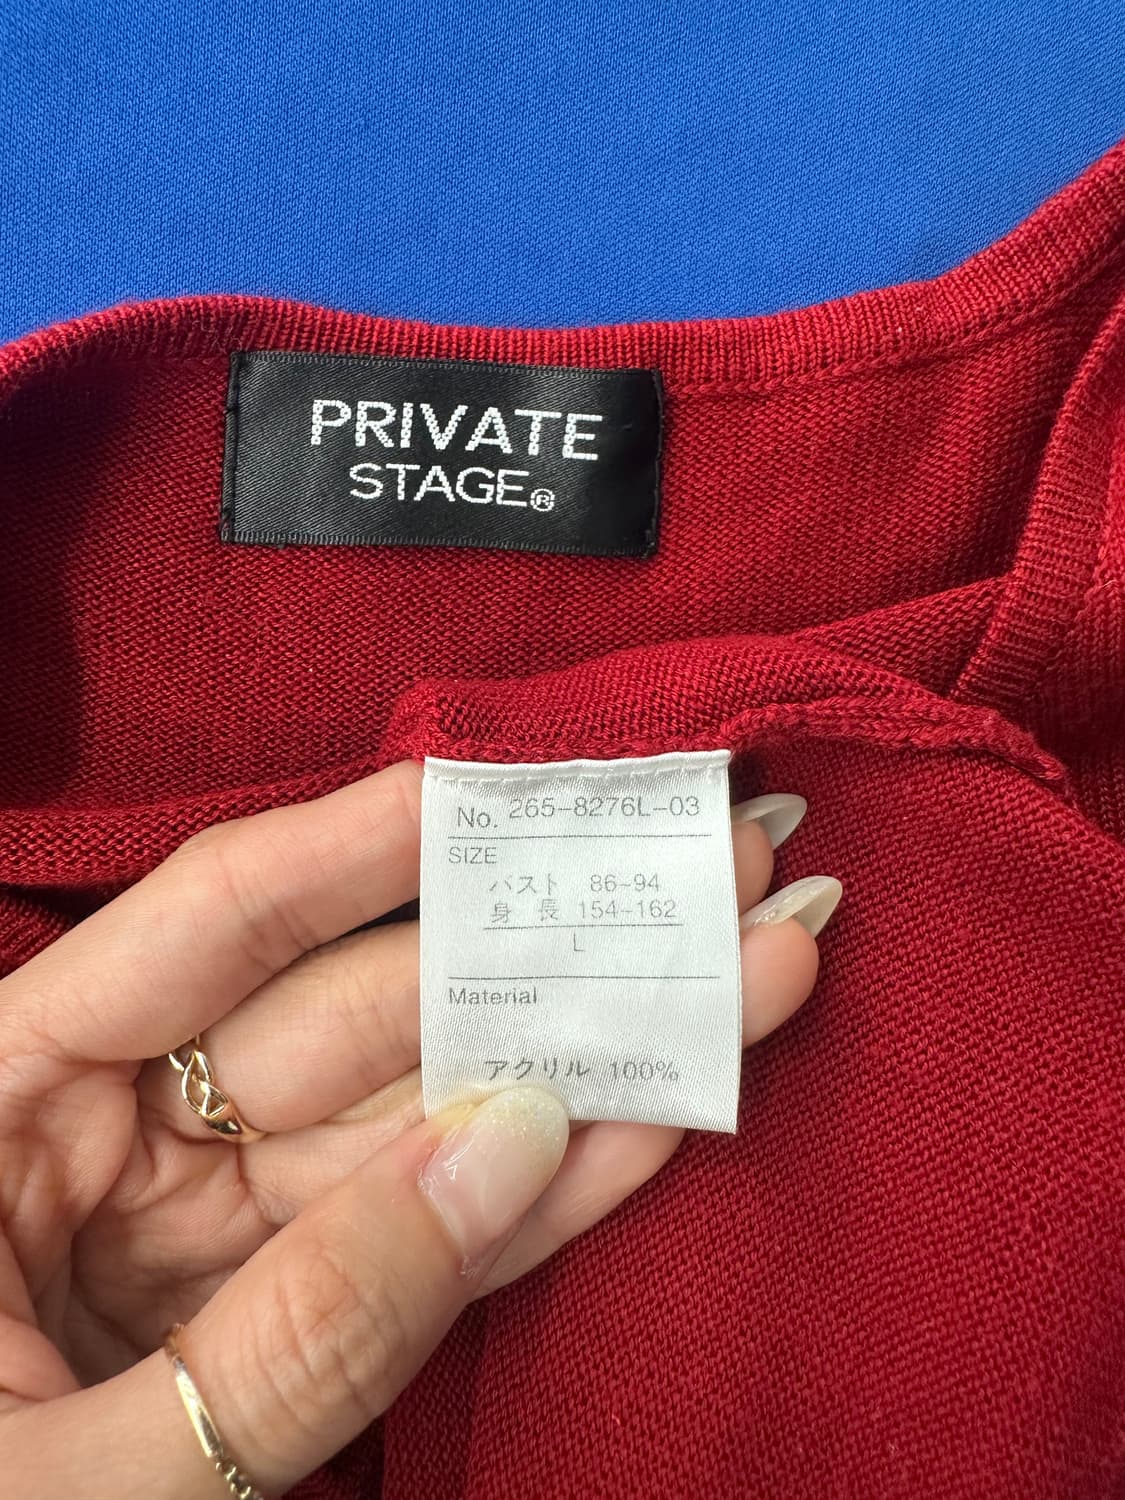 PRIVATE
STAGE®
No. 265-8276L-03
SIZE
バスト 86~94
身 長 154~162
L
Material
アクリル 100%